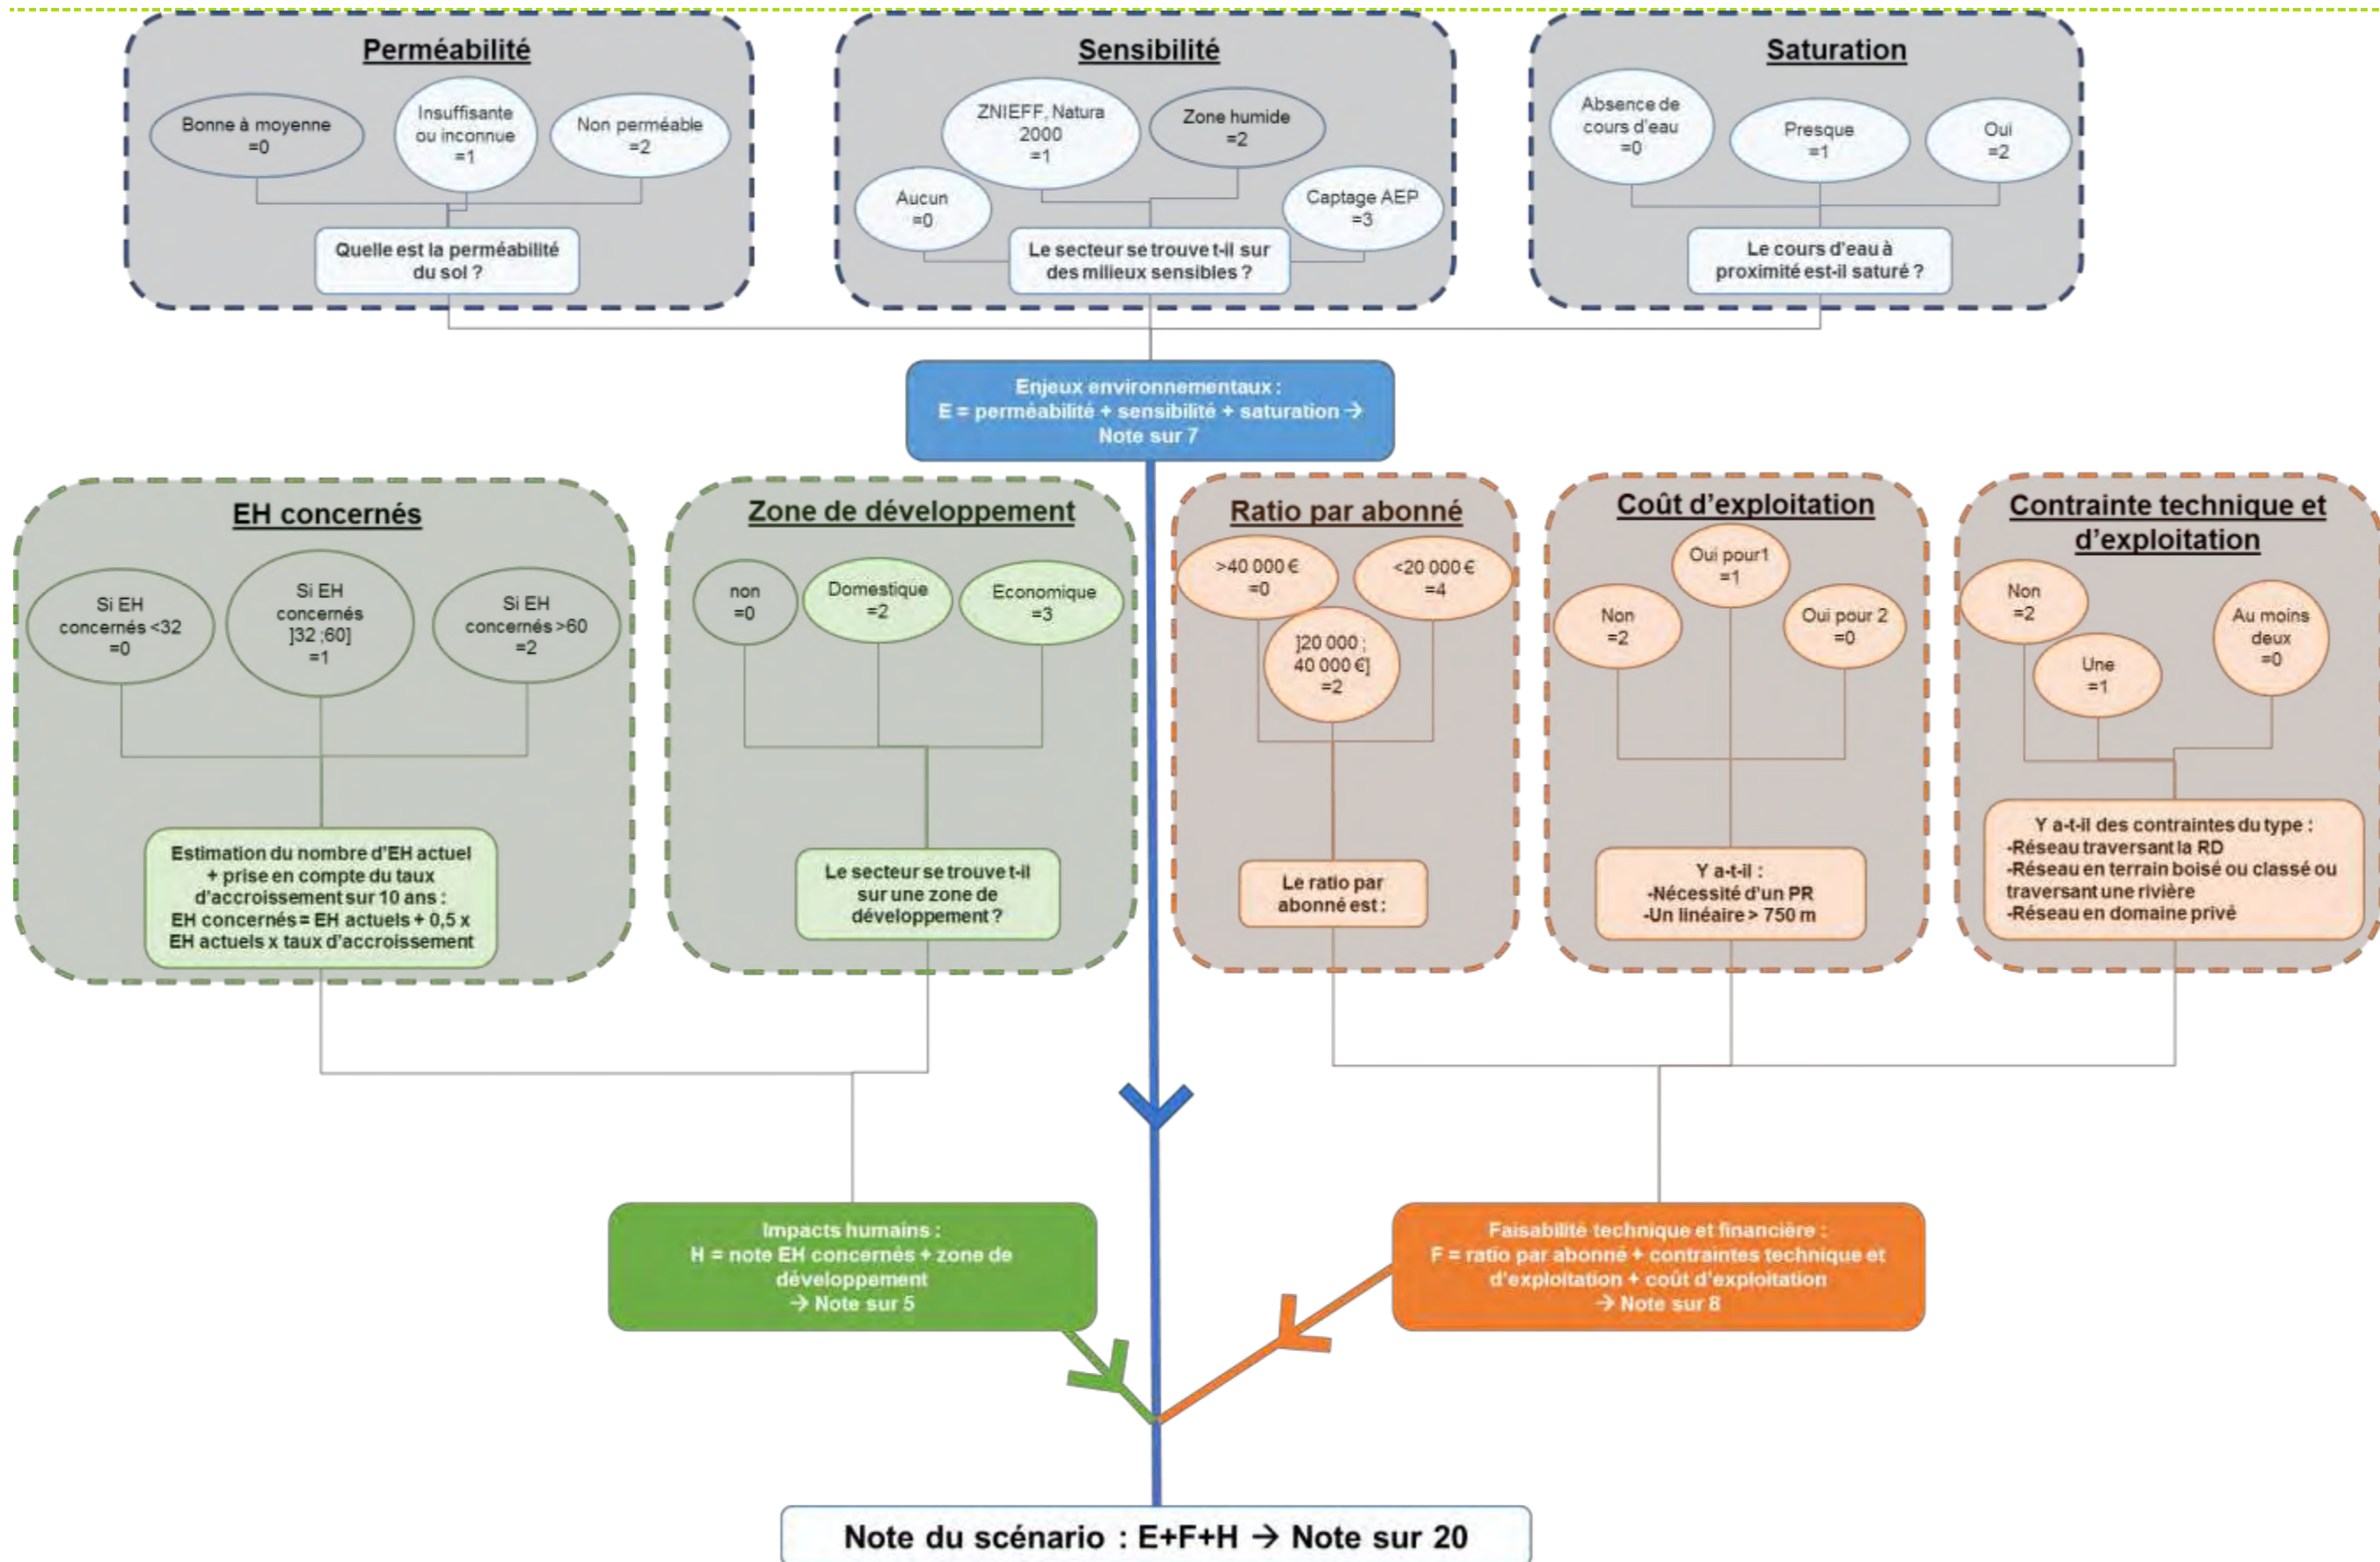 Perméabilité
Bonne à moyenne
=0
Insuffisante
ou inconnue
=1
Non perméable
=2
Quelle est la perméabilité
du sol ?
Sensibilité
Aucun
=0
ZNIEFF, Natura
2000
=1
Zone humide
=2
Captage AEP
=3
Le secteur se trouve t-il sur
des milieux sensibles ?
Saturation
Absence de
cours d'eau
=0
Presque
=1
Oui
=2
Le cours d'eau à
proximité est-il saturé ?
Enjeux environnementaux :
E = perméabilité + sensibilité + saturation →
Note sur 7
EH concernés
Si EH
concernés <32
=0
Si EH
concernés
]32 ;60]
=1
Si EH
concernés >60
=2
Estimation du nombre d'EH actuel
+ prise en compte du taux
d'accroissement sur 10 ans :
EH concernés = EH actuels + 0,5 x
EH actuels x taux d'accroissement
Zone de développement
non
=0
Domestique
=2
Economique
=3
Le secteur se trouve t-il
sur une zone de
développement ?
Ratio par abonné
>40 000 €
=0
]20 000 ;
40 000 €]
=2
<20 000 €
=4
Le ratio par
abonné est :
Coût d'exploitation
Non
=2
Oui pour1
=1
Oui pour 2
=0
Y a-t-il :
-Nécessité d'un PR
-Un linéaire > 750 m
Contrainte technique et
d'exploitation
Non
=2
Une
=1
Au moins
deux
=0
Y a-t-il des contraintes du type :
-Réseau traversant la RD
-Réseau en terrain boisé ou classé ou
traversant une rivière
-Réseau en domaine privé
Impacts humains :
H = note EH concernés + zone de
développement
→ Note sur 5
Faisabilité technique et financière :
F = ratio par abonné + contraintes technique et
d'exploitation + coût d'exploitation
→ Note sur 8
Note du scénario : E+F+H → Note sur 20